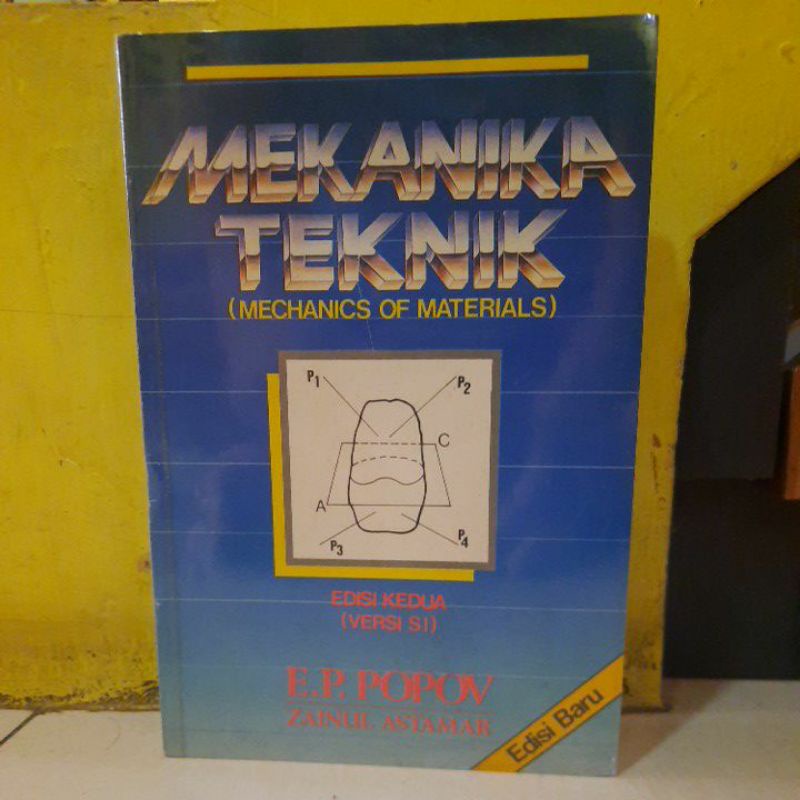 MEKANIKA
TEKNIK
(MECHANICS OF MATERIALS)
P1
P2
C
A
P3
P4
EDISI KEDUA
(VERSI SI)
E.P. POPOV
ZAINUL ASTAMAR
Edisi Baru